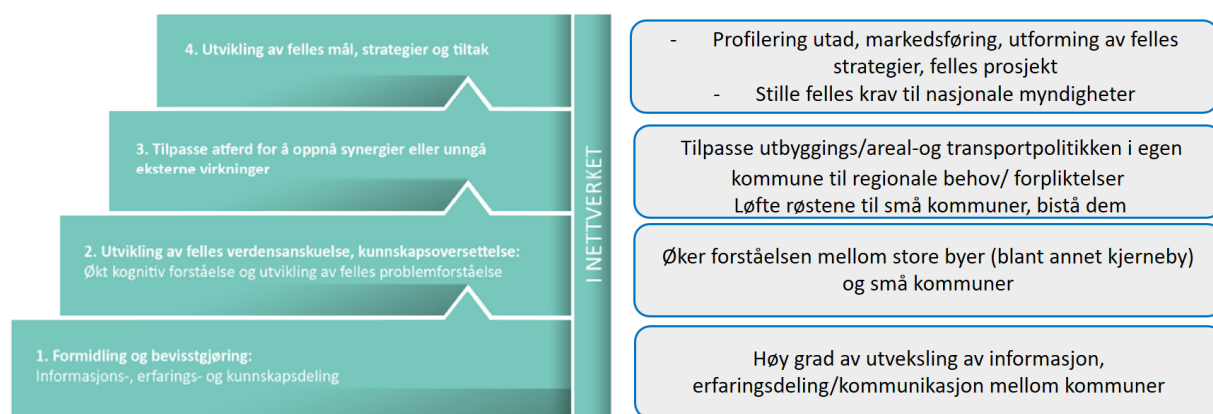 4. Utvikling av felles mål, strategier og tiltak
- Profilering utad, markedsføring, utforming av felles
strategier, felles prosjekt
- Stille felles krav til nasjonale myndigheter
3. Tilpasse atferd for å oppnå synergier eller unngå
eksterne virkninger
Tilpasse utbyggings/areal-og transportpolitikken i egen
kommune til regionale behov/ forpliktelser
Løfte røstene til små kommuner, bistå dem
2. Utvikling av felles verdensanskuelse, kunnskapsoversettelse:
Økt kognitiv forståelse og utvikling av felles problemforståelse
Øker forståelsen mellom store byer (blant annet kjerneby)
og små kommuner
1. Formidling og bevisstgjøring:
Informasjons-, erfarings- og kunnskapsdeling
Høy grad av utveksling av informasjon,
erfaringsdeling/kommunikasjon mellom kommuner
I NETTVERKET